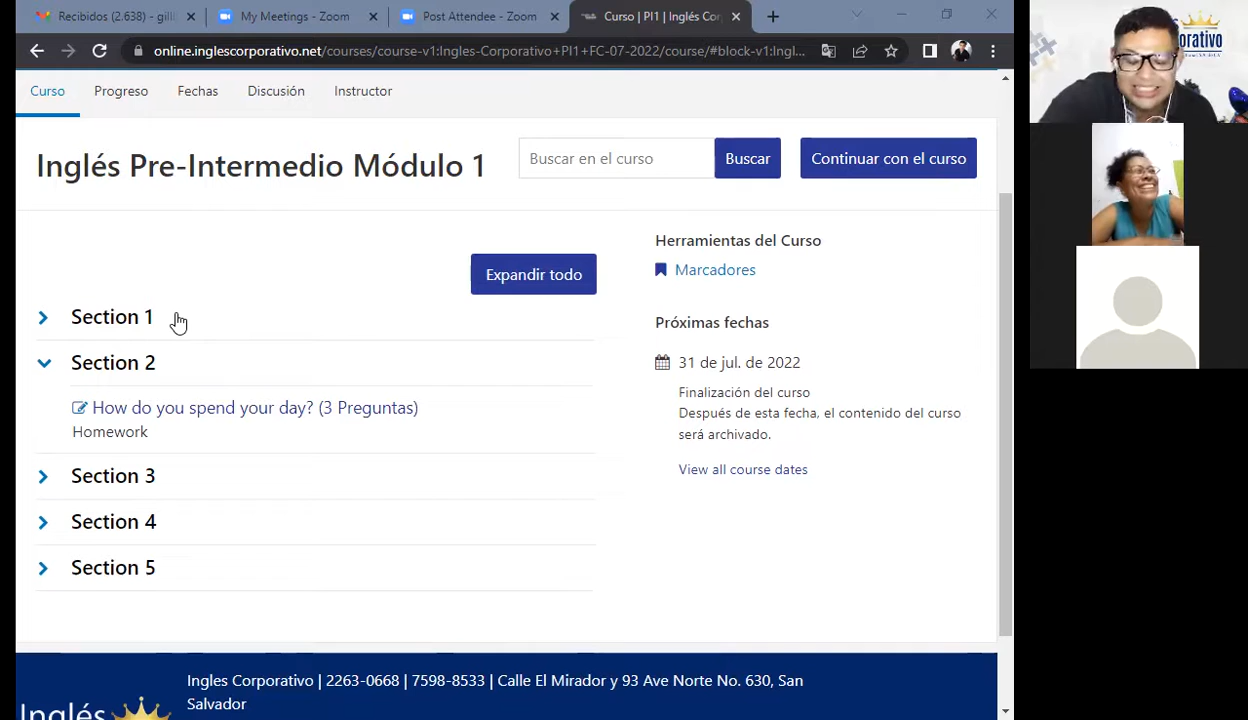 Recibidos (2.638) - gilli
My Meetings - Zoom
Post Attendee - Zoom
Curso | PI1 | Inglés Cor
online.inglescorporativo.net/courses/course-v1:Ingles-Corporativo+PI1+FC-07-2022/course/#block-v1:Ingl...
Curso
Progreso
Fechas
Discusión
Instructor
Inglés Pre-Intermedio Módulo 1
Buscar en el curso
Buscar
Continuar con el curso
Expandir todo
Section 1
Section 2
How do you spend your day? (3 Preguntas)
Homework
Section 3
Section 4
Section 5
Herramientas del Curso
Marcadores
Próximas fechas
31 de jul. de 2022
Finalización del curso
Después de esta fecha, el contenido del curso
será archivado.
View all course dates
Ingles Corporativo | 2263-0668 | 7598-8533 | Calle El Mirador y 93 Ave Norte No. 630, San
Salvador
Inglés
orativo